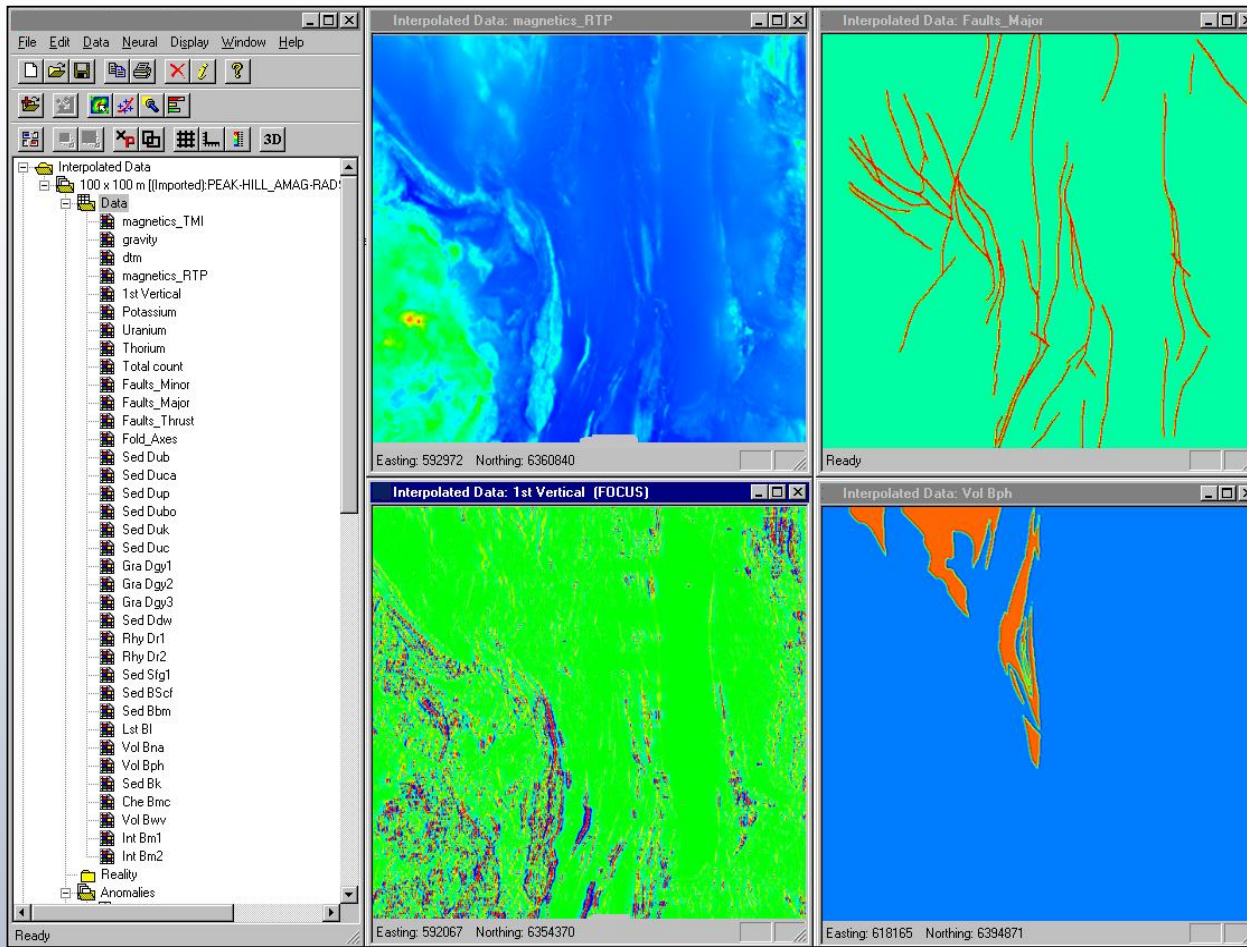 File Edit Data Neural Display Window Help
3D
Interpolated Data
100 x 100 m [(Imported):PEAK-HILL_AMAG-RADS
Data
magnetics_TMI
gravity
dtm
magnetics_RTP
1st Vertical
Potassium
Uranium
Thorium
Total count
Faults_Minor
Faults_Major
Faults_Thrust
Fold_Axes
Sed Dub
Sed Duca
Sed Dup
Sed Dubo
Sed Duk
Sed Duc
Gra Dgy1
Gra Dgy2
Gra Dgy3
Sed Ddw
Rhy Dr1
Rhy Dr2
Sed Sfg1
Sed BScf
Sed Bbm
Lst Bl
Vol Bna
Vol Bph
Sed Bk
Che Bmc
Vol Bwv
Int Bm1
Int Bm2
Reality
Anomalies
Ready
Interpolated Data: magnetics_RTP
Easting: 592972 Northing: 6360840
Interpolated Data: Faults_Major
Ready
Interpolated Data: 1st Vertical (FOCUS)
Easting: 592067 Northing: 6354370
Interpolated Data: Vol Bph
Easting: 618165 Northing: 6394871